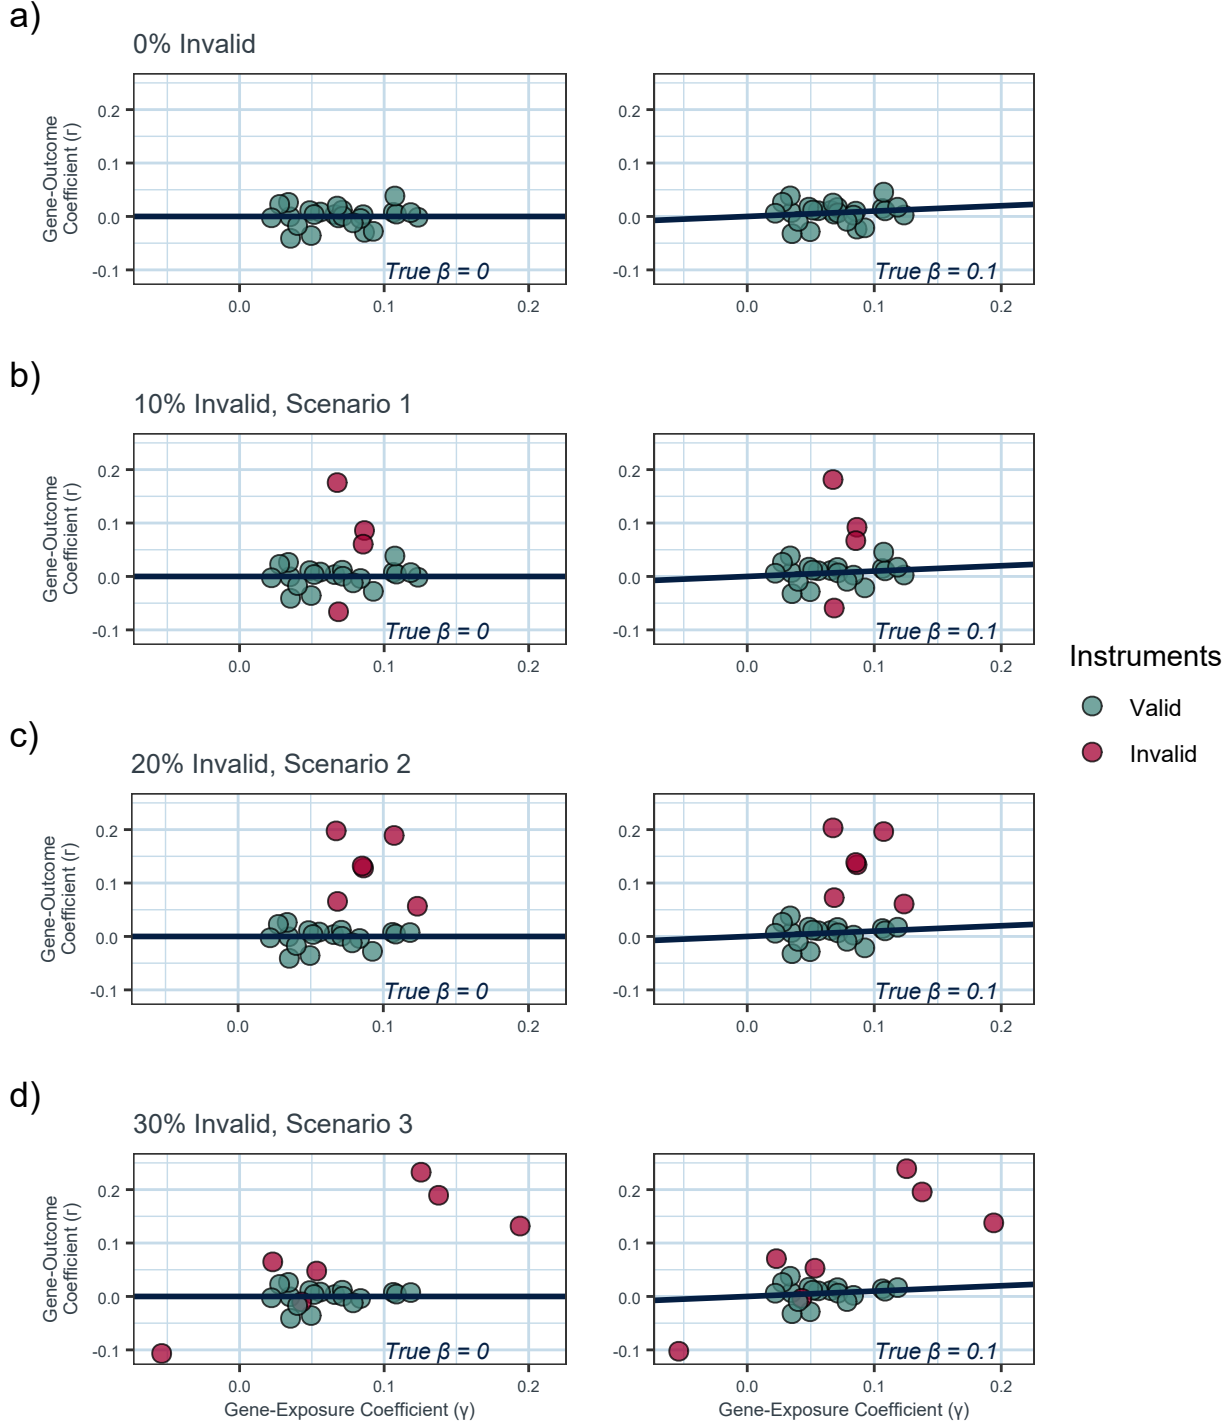 a)
0% Invalid
Gene-Outcome
Coefficient (r)
0.2
0.1
0.0
-0.1
True β = 0
0.0 0.1 0.2
0.2
0.1
0.0
-0.1
True β = 0.1
0.0 0.1 0.2
b)
10% Invalid, Scenario 1
Gene-Outcome
Coefficient (r)
0.2
0.1
0.0
-0.1
True β = 0
0.0 0.1 0.2
0.2
0.1
0.0
-0.1
True β = 0.1
0.0 0.1 0.2
Instruments
Valid
Invalid
c)
20% Invalid, Scenario 2
Gene-Outcome
Coefficient (r)
0.2
0.1
0.0
-0.1
True β = 0
0.0 0.1 0.2
0.2
0.1
0.0
-0.1
True β = 0.1
0.0 0.1 0.2
d)
30% Invalid, Scenario 3
Gene-Outcome
Coefficient (r)
0.2
0.1
0.0
-0.1
True β = 0
0.0 0.1 0.2
Gene-Exposure Coefficient (γ)
0.2
0.1
0.0
-0.1
True β = 0.1
0.0 0.1 0.2
Gene-Exposure Coefficient (γ)